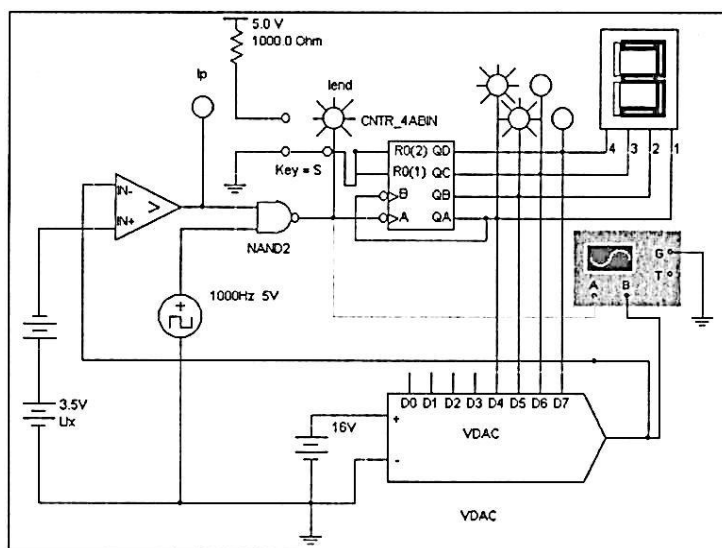 5.0 V
1000.0 Ohm
Ip
Iend
CNTR_4ABIN
R0(2) QD
R0(1) QC
B QB
A QA
4 3 2 1
Key = S
IN-
IN+
>
NAND2
1000Hz 5V
+
G
T
A B
3.5V
Ux
16V
D0 D1 D2 D3 D4 D5 D6 D7
+
VDAC
-
VDAC